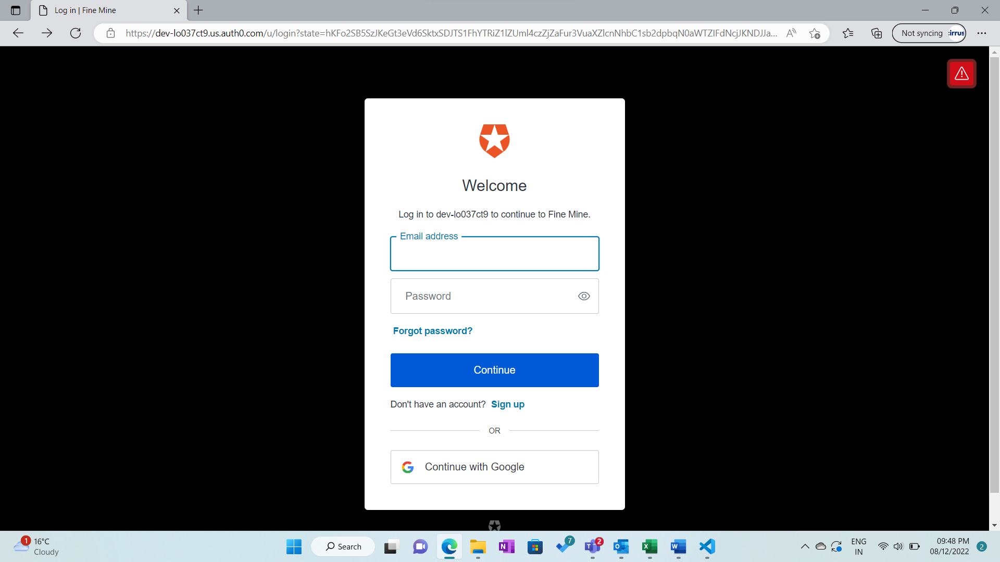 Log in | Fine Mine
https://dev-lo037ct9.us.auth0.com/u/login?state=
Not syncing
Welcome
Log in to dev-lo037ct9 to continue to Fine Mine.
Email address
Password
Forgot password?
Continue
Don't have an account? Sign up
OR
Continue with Google
1
16°C
Cloudy
Search
7
2
ENG
IN
09:48 PM
08/12/2022
2